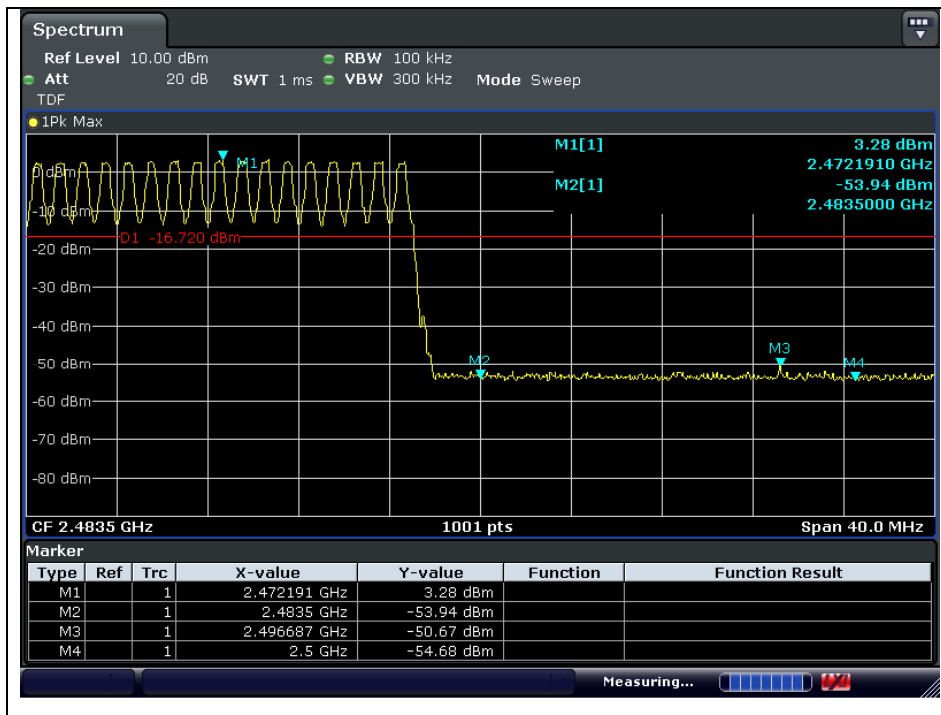 Spectrum
Ref Level 10.00 dBm RBW 100 kHz
Att 20 dB SWT 1 ms VBW 300 kHz Mode Sweep
TDF
1Pk Max
M1[1] 3.28 dBm
2.4721910 GHz
M2[1] -53.94 dBm
2.4835000 GHz
M1
0 dBm
-10 dBm
D1 -16.720 dBm
-20 dBm
-30 dBm
-40 dBm
M3
50 dBm
M2
M4
-60 dBm
-70 dBm
-80 dBm
CF 2.4835 GHz 1001 pts Span 40.0 MHz
Marker
Type Ref Trc X-value Y-value Function Function Result
M1 1 2.472191 GHz 3.28 dBm
M2 1 2.4835 GHz -53.94 dBm
M3 1 2.496687 GHz -50.67 dBm
M4 1 2.5 GHz -54.68 dBm
Measuring...